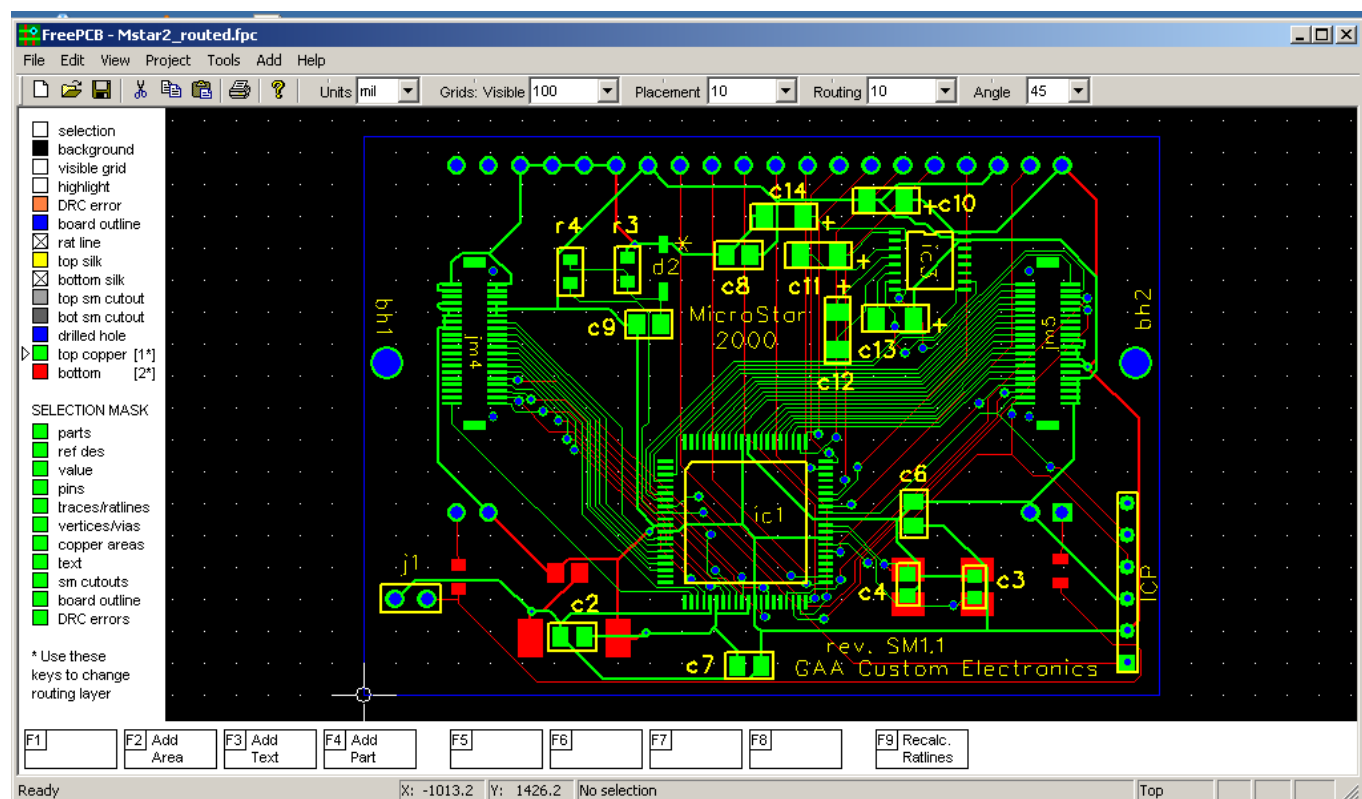 FreePCB - Mstar2_routed.fpc
File Edit View Project Tools Add Help
Units mil Grids: Visible 100 Placement 10 Routing 10 Angle 45
selection
background
visible grid
highlight
DRC error
board outline
rat line
top silk
bottom silk
top sm cutout
bot sm cutout
drilled hole
top copper [1*]
bottom [2*]
SELECTION MASK
parts
ref des
value
pins
traces/ratlines
vertices/vias
copper areas
text
sm cutouts
board outline
DRC errors
* Use these
keys to change
routing layer
c14
+c10
r4 r3
+
*
d2
c8
c11 +
bh1
bh2
c9
MicroStar
2000
c13
+
jm4
jm5
c12
c6
ic1
j1
c2
c4
c3
ICP
c7
rev. SM1.1
GAA Custom Electronics
F1
F2 Add Area
F3 Add Text
F4 Add Part
F5
F6
F7
F8
F9 Recalc. Ratlines
Ready X: -1013.2 Y: 1426.2 No selection Top